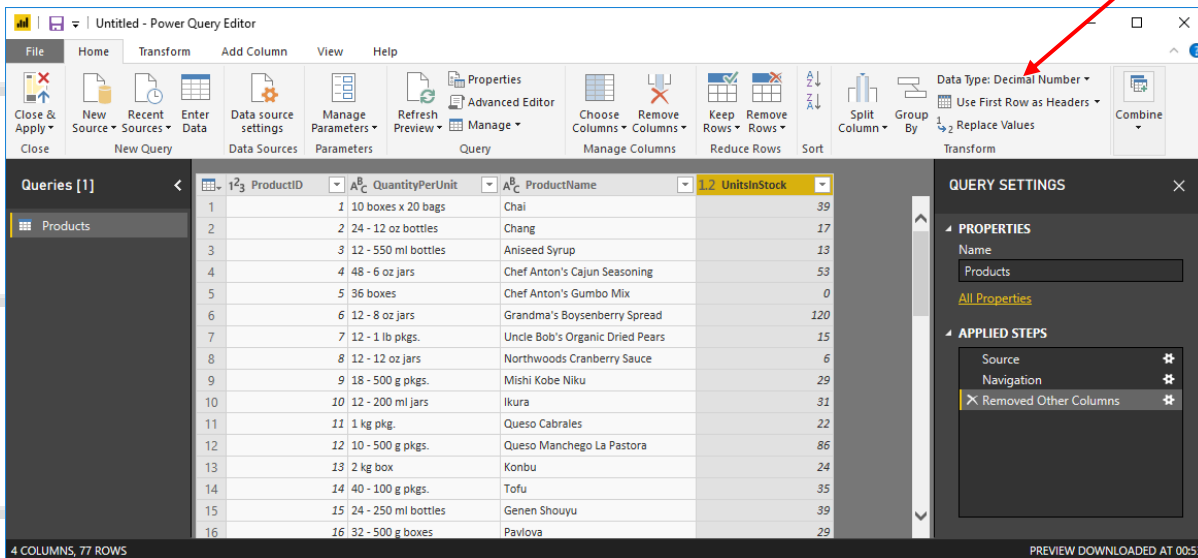 Untitled - Power Query Editor
File Home Transform Add Column View Help
Close & Apply
New Source
Recent Sources
Enter Data
Data source settings
Manage Parameters
Refresh Preview
Properties
Advanced Editor
Manage
Choose Columns
Remove Columns
Keep Rows
Remove Rows
Split Column
Group By
Data Type: Decimal Number
Use First Row as Headers
Replace Values
Combine
Close New Query Data Sources Parameters Query Manage Columns Reduce Rows Sort Transform
Queries [1]
Products
1²3 ProductID ABC QuantityPerUnit ABC ProductName 1.2 UnitsInStock
1 1 10 boxes x 20 bags Chai 39
2 2 24 - 12 oz bottles Chang 17
3 3 12 - 550 ml bottles Aniseed Syrup 13
4 4 48 - 6 oz jars Chef Anton's Cajun Seasoning 53
5 5 36 boxes Chef Anton's Gumbo Mix 0
6 6 12 - 8 oz jars Grandma's Boysenberry Spread 120
7 7 12 - 1 lb pkgs. Uncle Bob's Organic Dried Pears 15
8 8 12 - 12 oz jars Northwoods Cranberry Sauce 6
9 9 18 - 500 g pkgs. Mishi Kobe Niku 29
10 10 12 - 200 ml jars Ikura 31
11 11 1 kg pkg. Queso Cabrales 22
12 12 10 - 500 g pkgs. Queso Manchego La Pastora 86
13 13 2 kg box Konbu 24
14 14 40 - 100 g pkgs. Tofu 35
15 15 24 - 250 ml bottles Genen Shouyu 39
16 16 32 - 500 g boxes Pavlova 29
QUERY SETTINGS
PROPERTIES
Name
Products
All Properties
APPLIED STEPS
Source
Navigation
Removed Other Columns
4 COLUMNS, 77 ROWS
PREVIEW DOWNLOADED AT 00:5